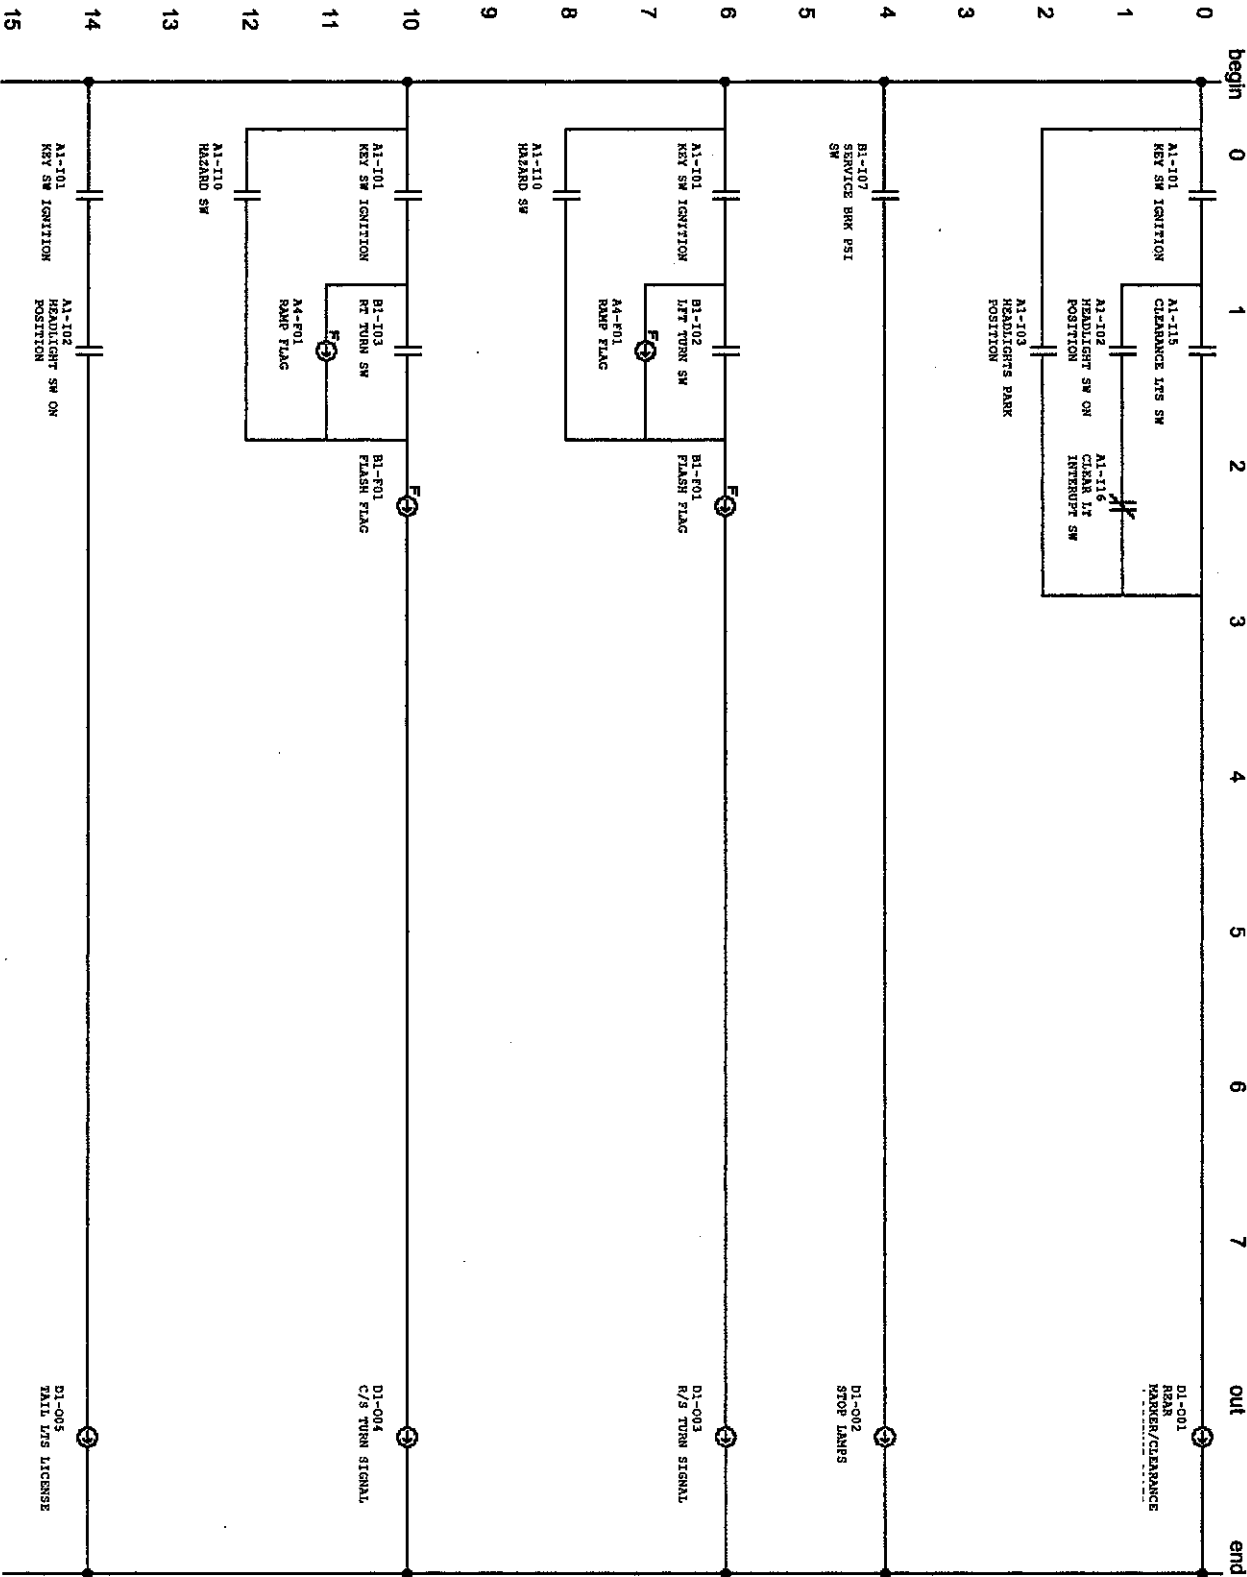 begin 0 1 2 3 4 5 6 7 out end
0
A1-I01
KEY SW IGNITION
A1-I15
CLEARANCE LTS SW
D1-O01
REAR
MARKER/CLEARANCE
1
A1-I02
HEADLIGHT SW ON
POSITION
A1-I16
CLEAR LT
INTERUPT SW
2
A1-I03
HEADLIGHTS PARK
POSITION
3
4
B1-I07
SERVICE BRK PSI
SW
D1-O02
STOP LAMPS
5
6
A1-I01
KEY SW IGNITION
B1-I02
LFT TURN SW
F
B1-F01
FLASH FLAG
D1-O03
R/S TURN SIGNAL
7
F
A4-F01
RAMP FLAG
8
A1-I10
HAZARD SW
9
10
A1-I01
KEY SW IGNITION
B1-I03
RT TURN SW
F
B1-F01
FLASH FLAG
D1-O04
C/S TURN SIGNAL
11
F
A4-F01
RAMP FLAG
12
A1-I10
HAZARD SW
13
14
A1-I01
KEY SW IGNITION
A1-I02
HEADLIGHT SW ON
POSITION
D1-O05
TAIL LTS LICENSE
15